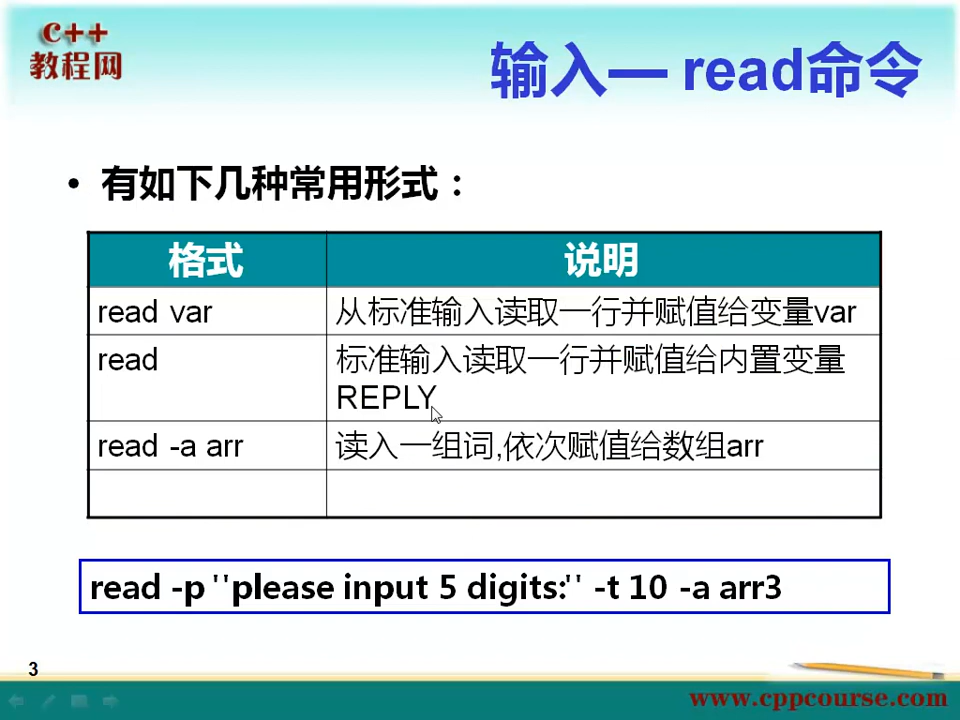 C++
教程网
输入— read命令
• 有如下几种常用形式：
格式 说明
read var 从标准输入读取一行并赋值给变量var
read 标准输入读取一行并赋值给内置变量
REPLY
read -a arr 读入一组词,依次赋值给数组arr
read -p ''please input 5 digits:'' -t 10 -a arr3
3
www.cppcourse.com